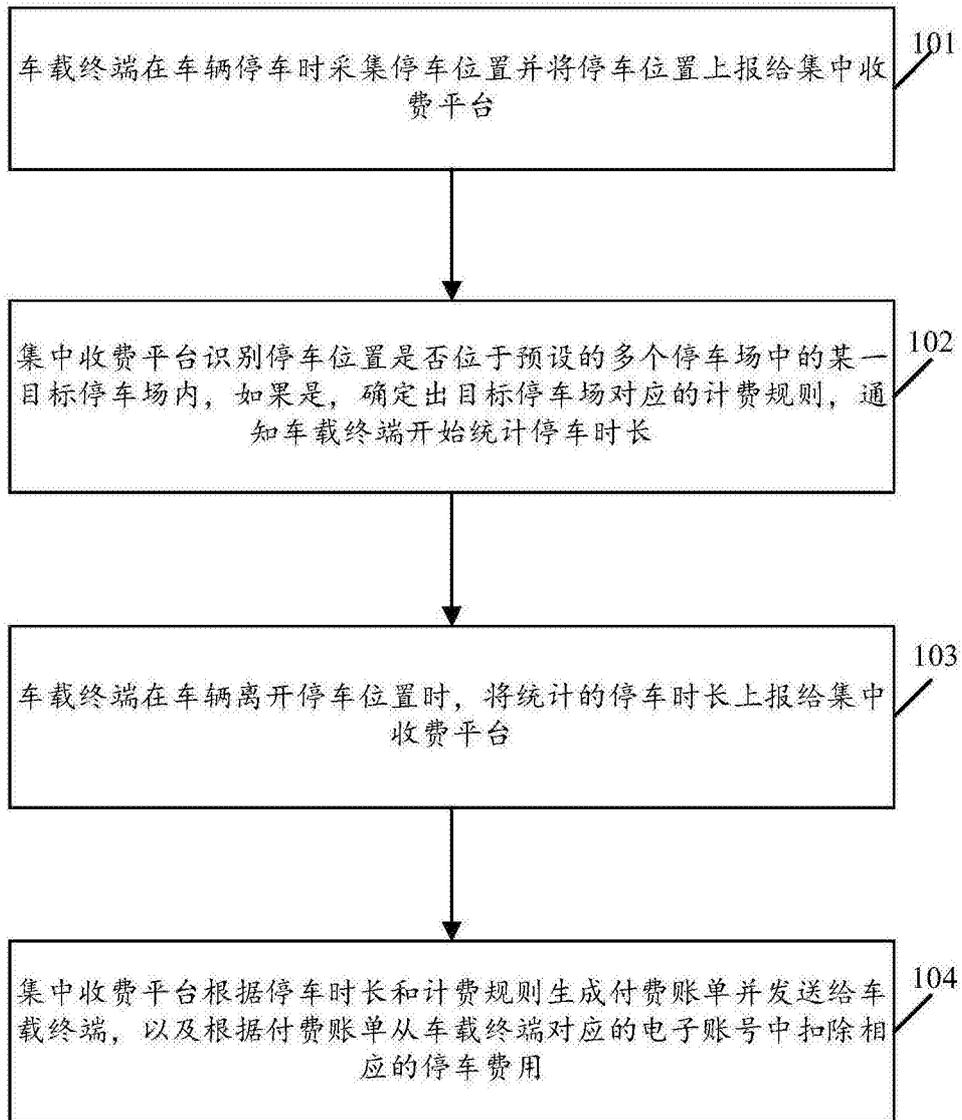 车载终端在车辆停车时采集停车位置并将停车位置上报给集中收
费平台
101
集中收费平台识别停车位置是否位于预设的多个停车场中的某一
目标停车场内，如果是，确定出目标停车场对应的计费规则，通
知车载终端开始统计停车时长
102
车载终端在车辆离开停车位置时，将统计的停车时长上报给集中
收费平台
103
集中收费平台根据停车时长和计费规则生成付费账单并发送给车
载终端，以及根据付费账单从车载终端对应的电子账号中扣除相
应的停车费用
104